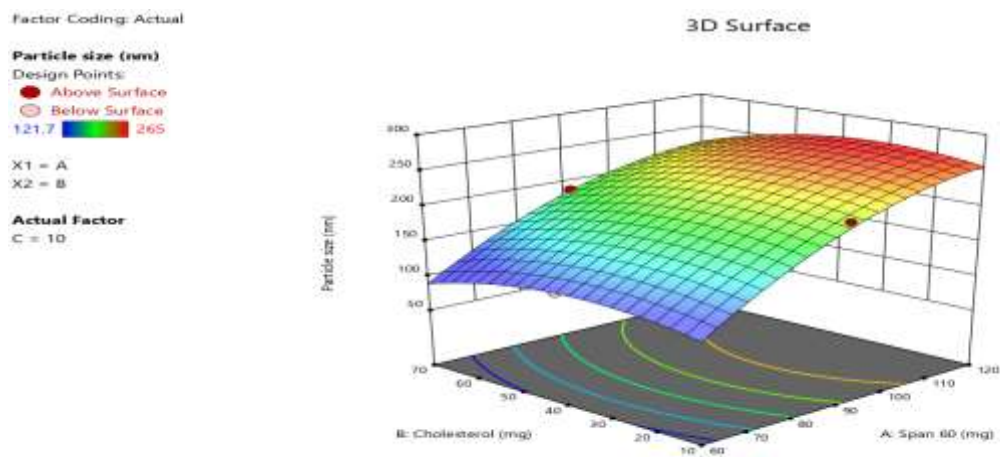 Factor Coding: Actual
3D Surface
Particle size (nm)
Design Points:
Above Surface
Below Surface
121.7 265
X1 = A
X2 = B
Actual Factor
C = 10
300
250
200
150
100
50
Particle size (nm)
70
60
50
40
30
20
10
B: Cholesterol (mg)
60
70
80
90
100
110
120
A: Span 60 (mg)